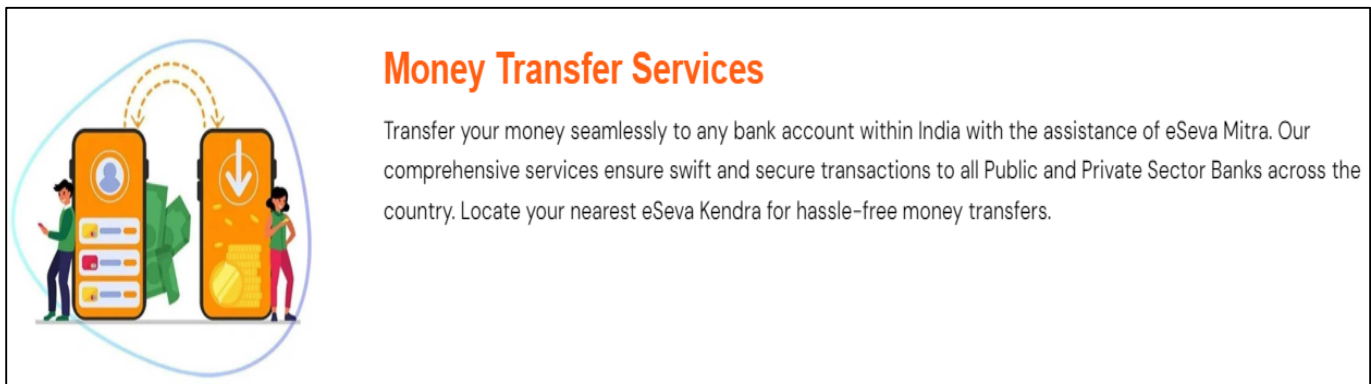 Money Transfer Services
Transfer your money seamlessly to any bank account within India with the assistance of eSeva Mitra. Our
comprehensive services ensure swift and secure transactions to all Public and Private Sector Banks across the
country. Locate your nearest eSeva Kendra for hassle-free money transfers.